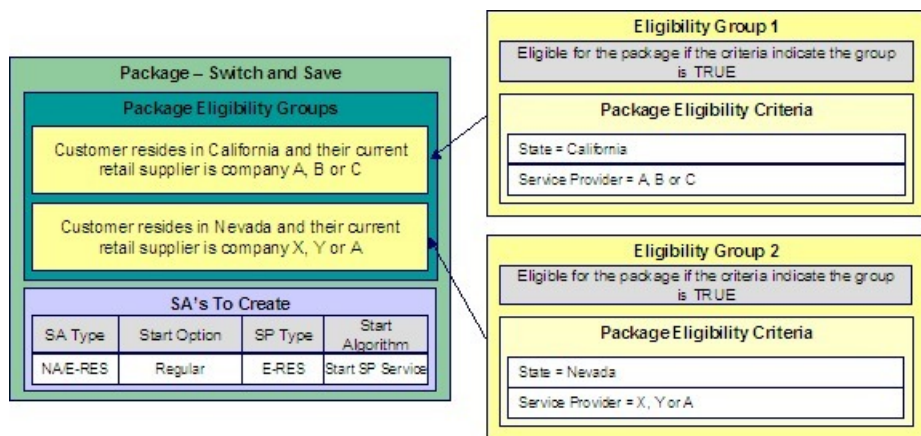 Package – Switch and Save
Package Eligibility Groups
Customer resides in California and their current
retail supplier is company A, B or C
Customer resides in Nevada and their current
retail supplier is company X, Y or A
SA's To Create
SA Type Start Option SP Type Start
Algorithm
NA/E-RES Regular E-RES Start SP Service
Eligibility Group 1
Eligible for the package if the criteria indicate the group
is TRUE
Package Eligibility Criteria
State = California
Service Provider = A, B or C
Eligibility Group 2
Eligible for the package if the criteria indicate the group
is TRUE
Package Eligibility Criteria
State = Nevada
Service Provider = X, Y or A